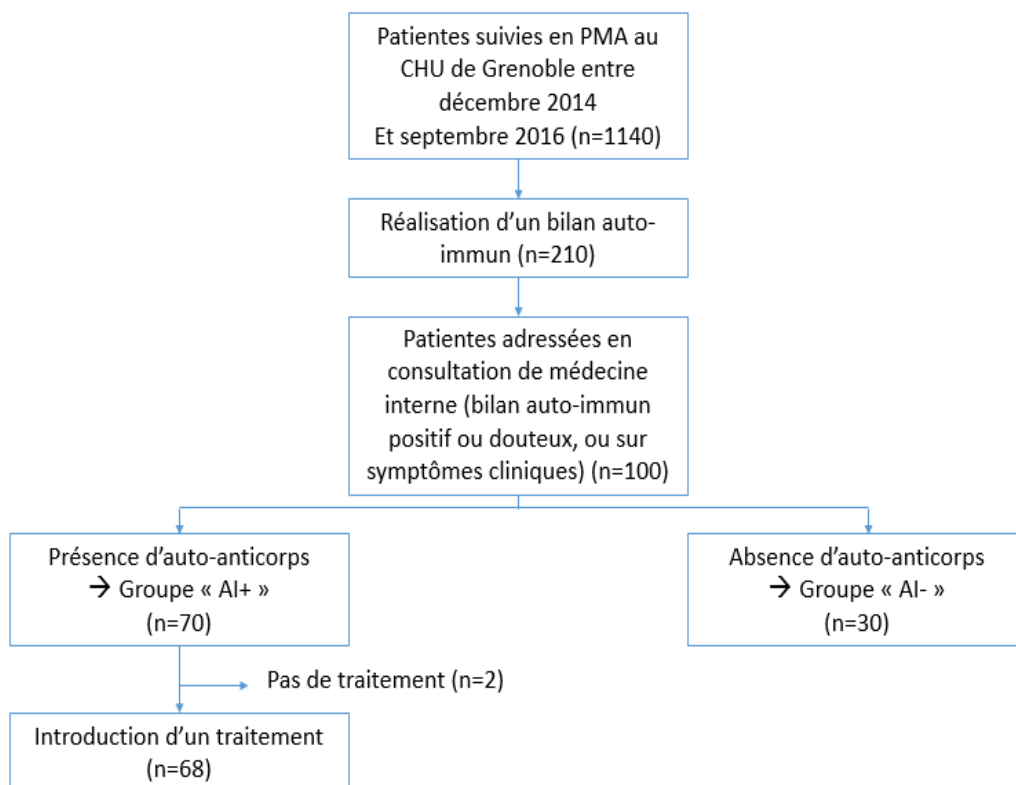 Patientes suivies en PMA au
CHU de Grenoble entre
décembre 2014
Et septembre 2016 (n=1140)
Réalisation d’un bilan auto-
immun (n=210)
Patientes adressées en
consultation de médecine
interne (bilan auto-immun
positif ou douteux, ou sur
symptômes cliniques) (n=100)
Présence d’auto-anticorps
→ Groupe « AI+ »
(n=70)
Absence d’auto-anticorps
→ Groupe « AI- »
(n=30)
Pas de traitement (n=2)
Introduction d’un traitement
(n=68)